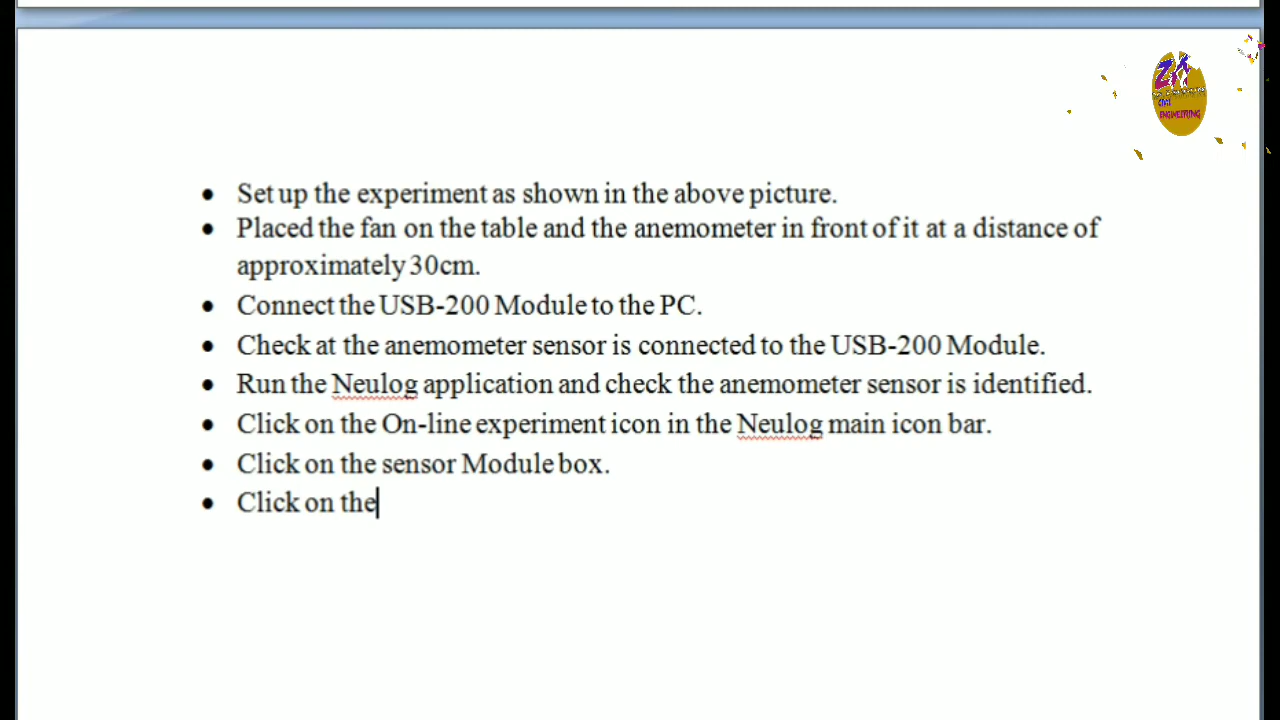 ZK
CIVIL
ENGINEERING
• Set up the experiment as shown in the above picture.
• Placed the fan on the table and the anemometer in front of it at a distance of
approximately 30cm.
• Connect the USB-200 Module to the PC.
• Check at the anemometer sensor is connected to the USB-200 Module.
• Run the Neulog application and check the anemometer sensor is identified.
• Click on the On-line experiment icon in the Neulog main icon bar.
• Click on the sensor Module box.
• Click on the